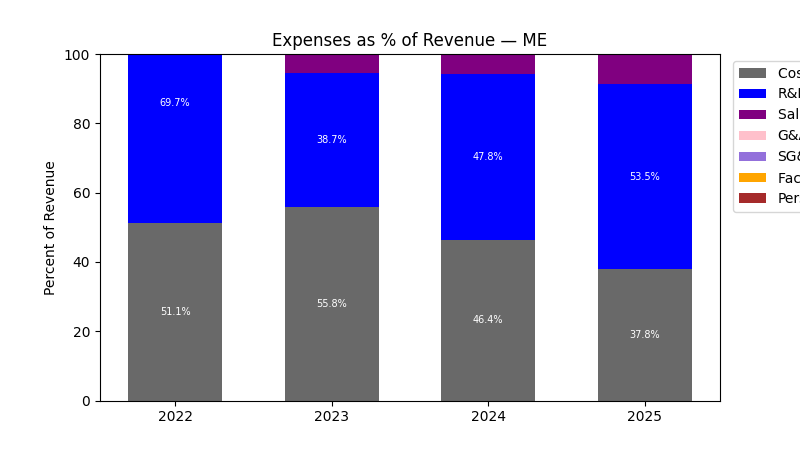 Expenses as % of Revenue — ME
Percent of Revenue
100
80
60
40
20
0
69.7%
51.1%
38.7%
55.8%
47.8%
46.4%
53.5%
37.8%
2022
2023
2024
2025
Cos
R&
Sal
G&
SG&
Fac
Per